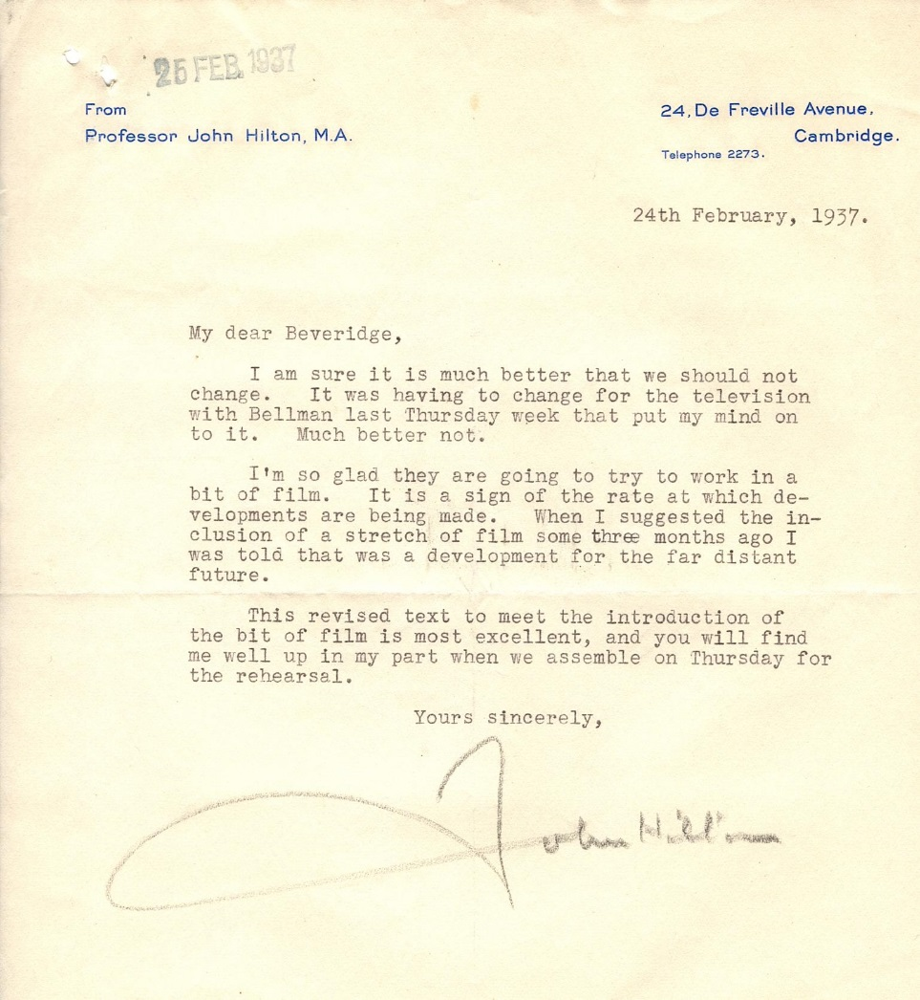 25 FEB 1937
From
Professor John Hilton, M.A.
24, De Freville Avenue,
Cambridge.
Telephone 2273.
24th February, 1937.
My dear Beveridge,
I am sure it is much better that we should not
change. It was having to change for the television
with Bellman last Thursday week that put my mind on
to it. Much better not.
I'm so glad they are going to try to work in a
bit of film. It is a sign of the rate at which de-
velopments are being made. When I suggested the in-
clusion of a stretch of film some three months ago I
was told that was a development for the far distant
future.
This revised text to meet the introduction of
the bit of film is most excellent, and you will find
me well up in my part when we assemble on Thursday for
the rehearsal.
Yours sincerely,
John Hilton